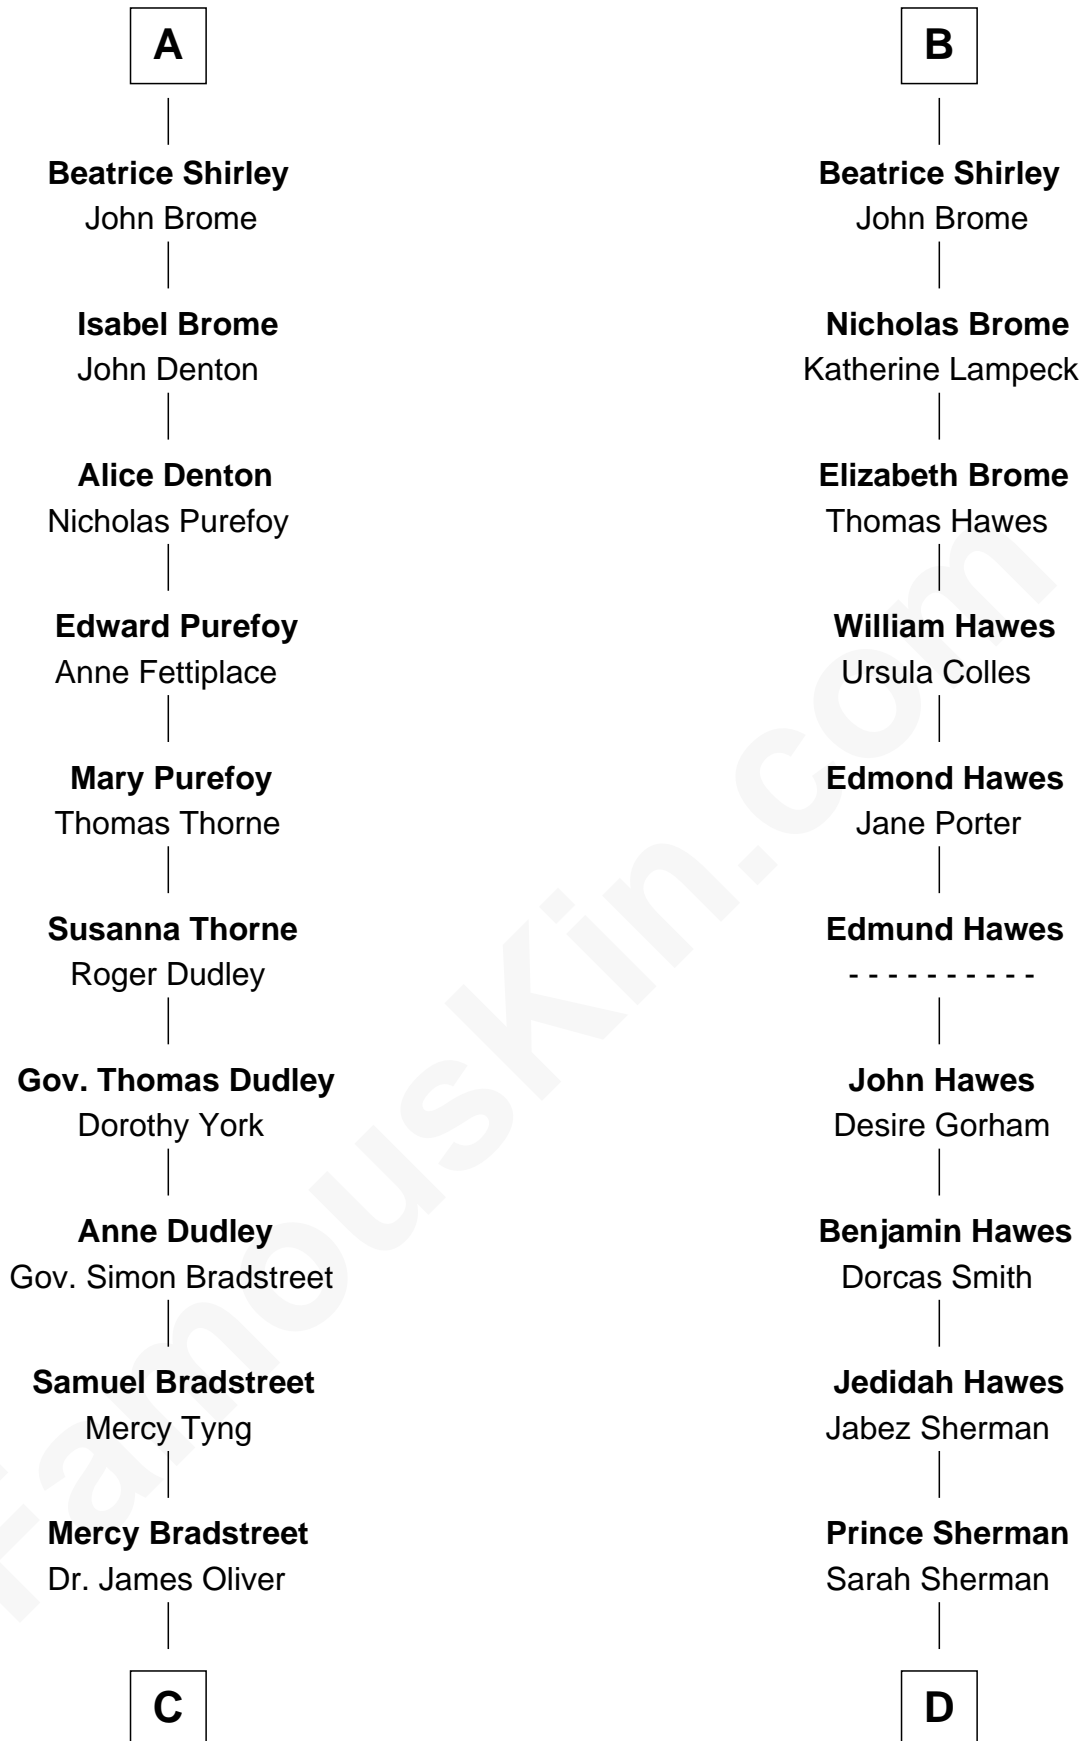 A
Beatrice Shirley
John Brome
Isabel Brome
John Denton
Alice Denton
Nicholas Purefoy
Edward Purefoy
Anne Fettiplace
Mary Purefoy
Thomas Thorne
Susanna Thorne
Roger Dudley
Gov. Thomas Dudley
Dorothy York
Anne Dudley
Gov. Simon Bradstreet
Samuel Bradstreet
Mercy Tyng
Mercy Bradstreet
Dr. James Oliver
C
B
Beatrice Shirley
John Brome
Nicholas Brome
Katherine Lampeck
Elizabeth Brome
Thomas Hawes
William Hawes
Ursula Colles
Edmond Hawes
Jane Porter
Edmund Hawes
- - - - - - - - - -
John Hawes
Desire Gorham
Benjamin Hawes
Dorcas Smith
Jedidah Hawes
Jabez Sherman
Prince Sherman
Sarah Sherman
D
FamousKin.com